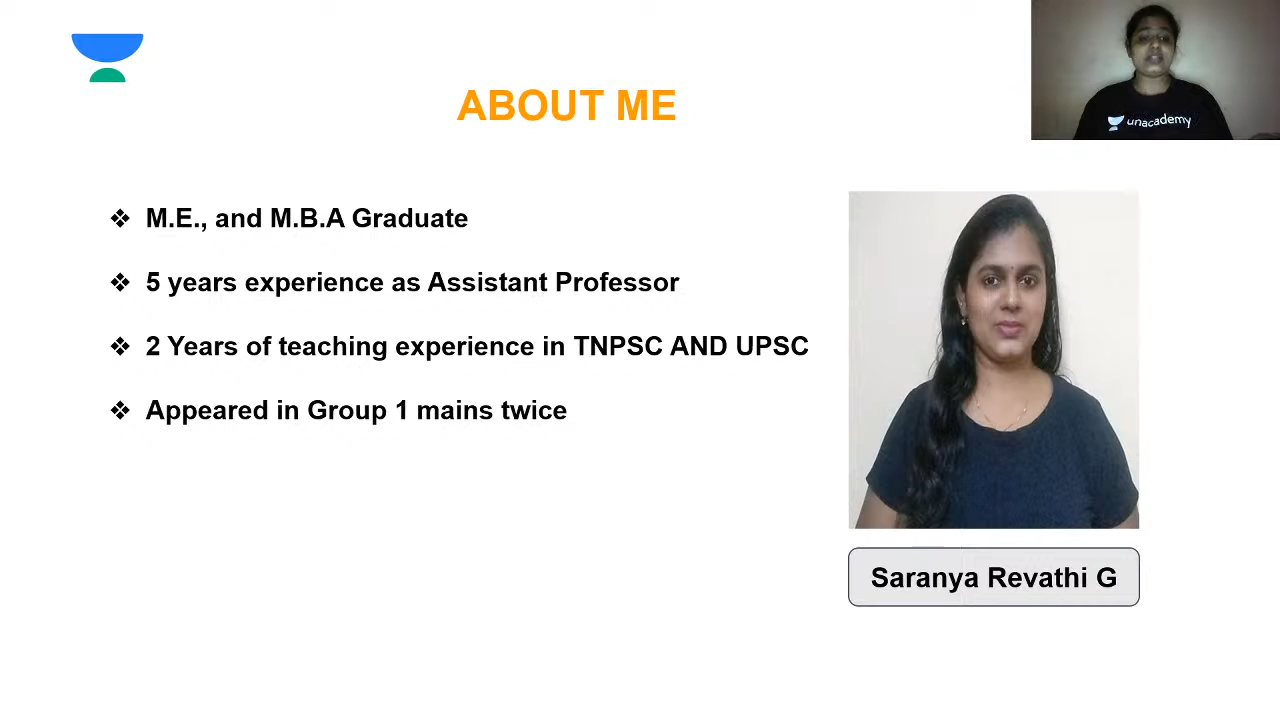 unacademy
ABOUT ME
❖ M.E., and M.B.A Graduate
❖ 5 years experience as Assistant Professor
❖ 2 Years of teaching experience in TNPSC AND UPSC
❖ Appeared in Group 1 mains twice
Saranya Revathi G